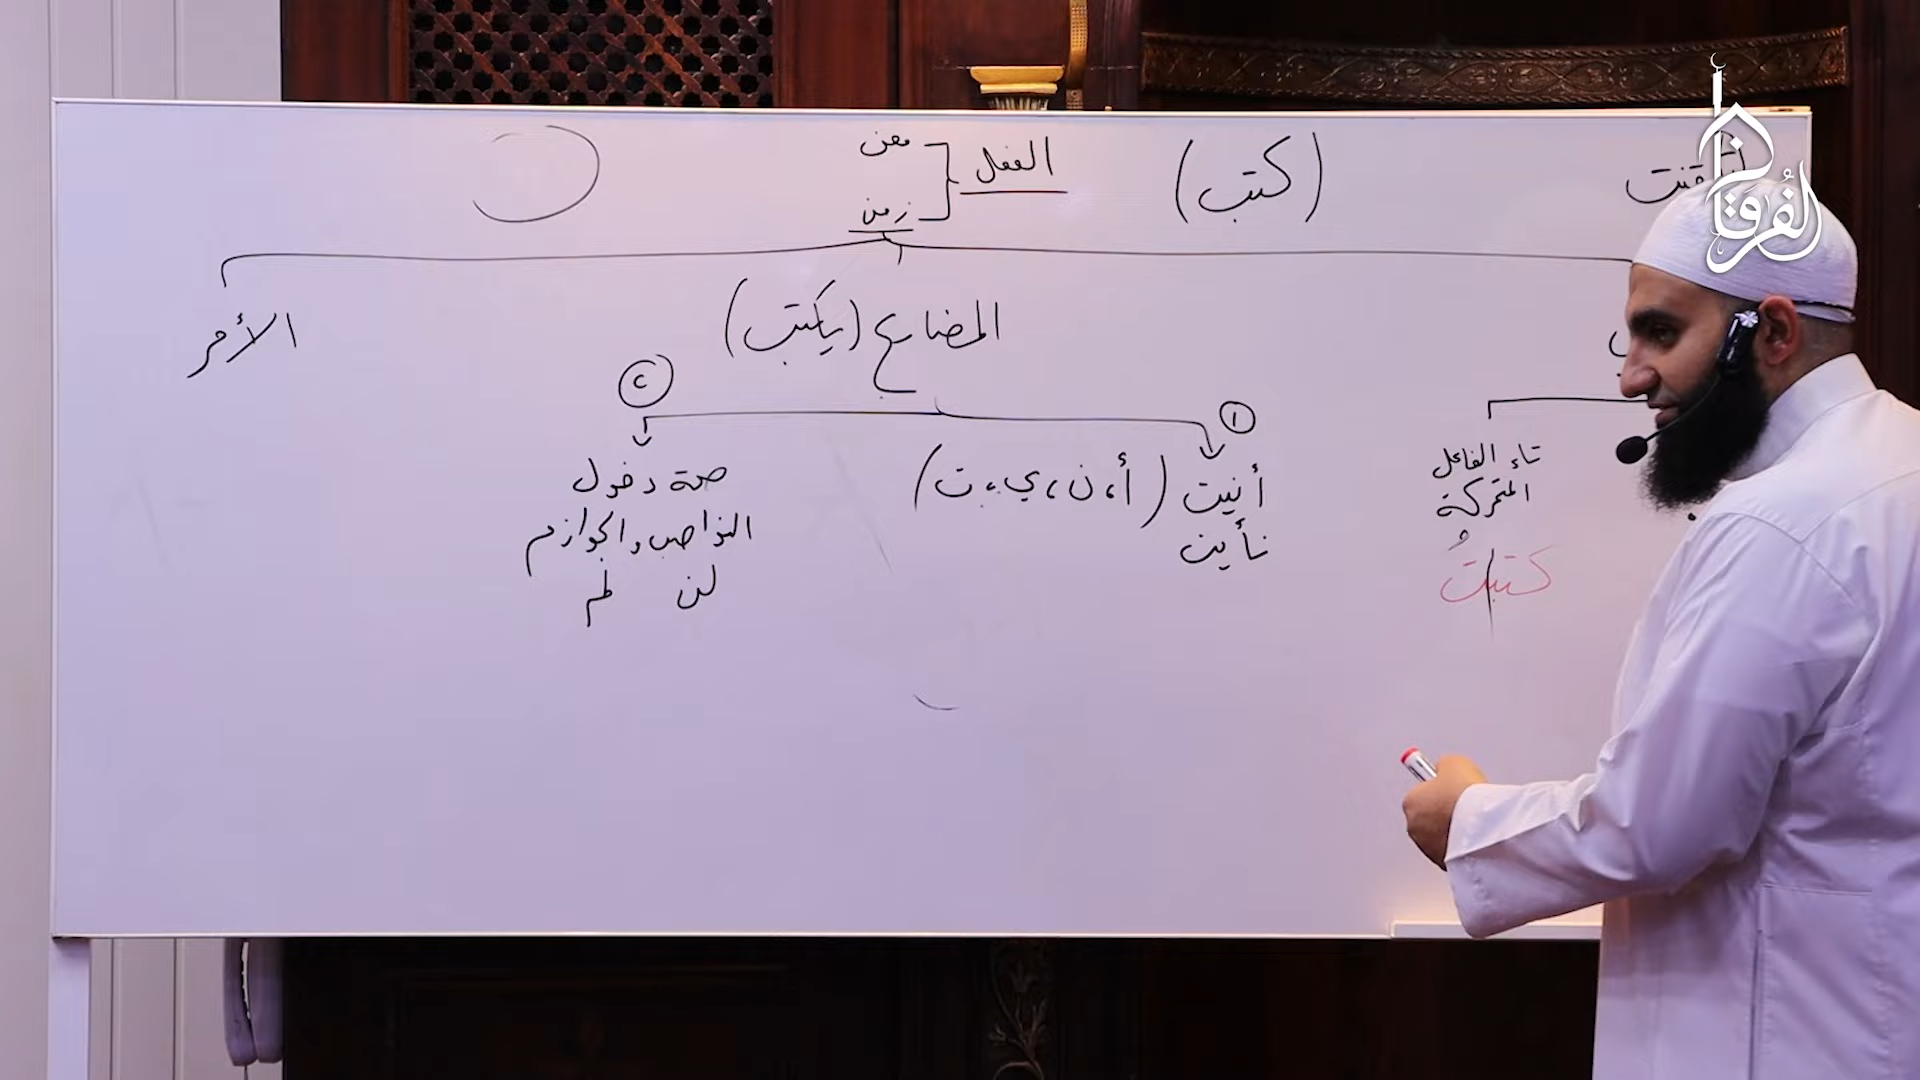 الفعل
معنى
زمن
(كتب)
المضارع (يكتب)
الأمر
١
أنيت (أ، ن، ي، ت)
نأيت
٢
صحة دخول
النواصب والجوازم
لن لم
تاء الفاعل
المتحركة
كتبتُ
الفرقان